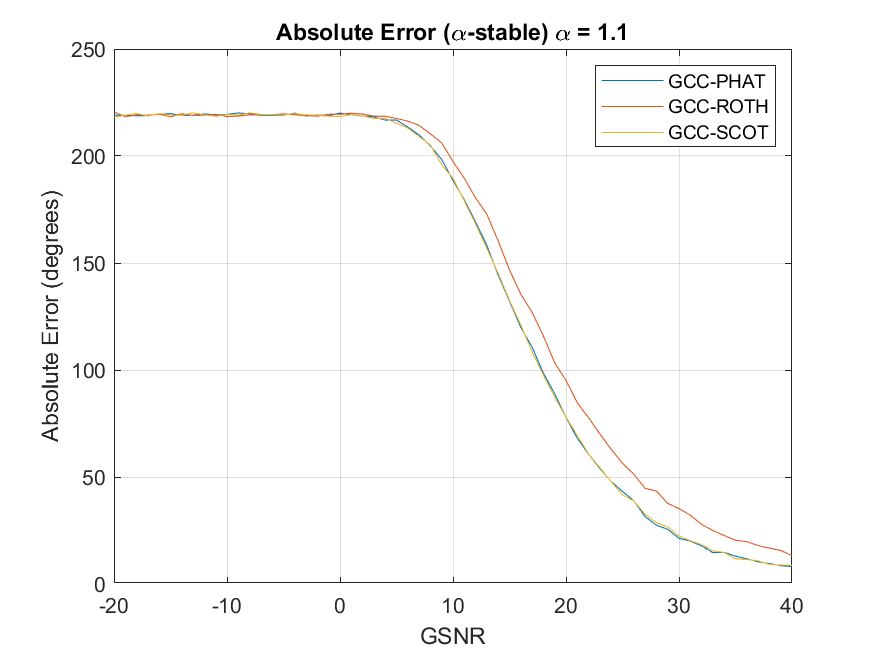 Absolute Error (α-stable) α = 1.1
250
200
150
100
50
0
Absolute Error (degrees)
GCC-PHAT
GCC-ROTH
GCC-SCOT
-20
-10
0
10
20
30
40
GSNR